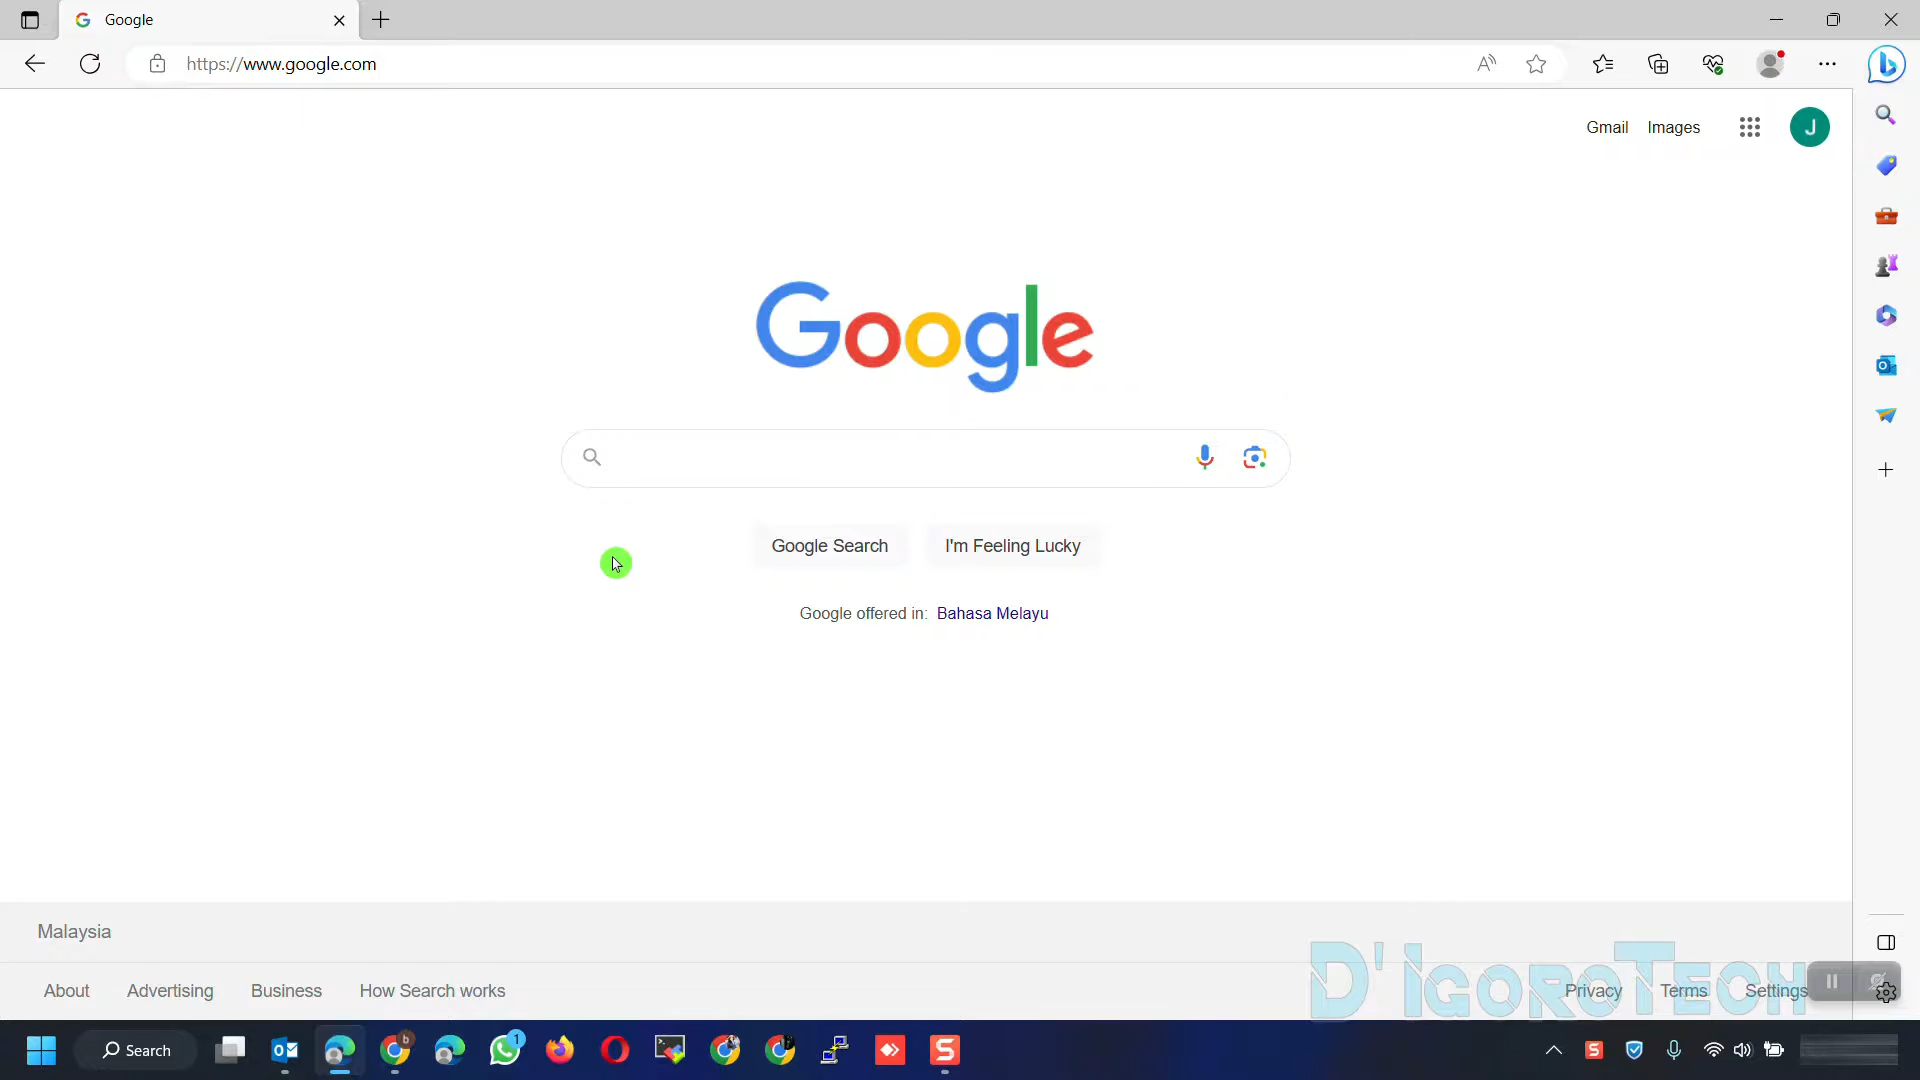 Google
https://www.google.com
Gmail Images
J
Google
Google Search I'm Feeling Lucky
Google offered in: Bahasa Melayu
Malaysia
D'IgoroTech
About Advertising Business How Search works Privacy Terms Settings
Search
1